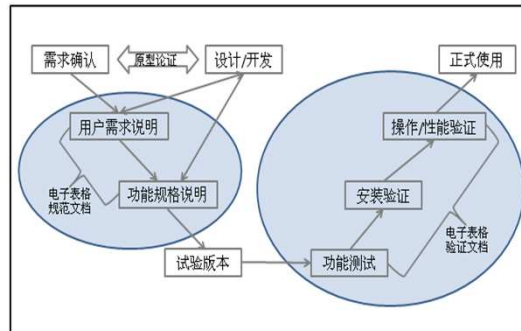 需求确认
原型论证
设计/开发
正式使用
用户需求说明
操作/性能验证
电子表格
规范文档
功能规格说明
安装验证
电子表格
验证文档
试验版本
功能测试